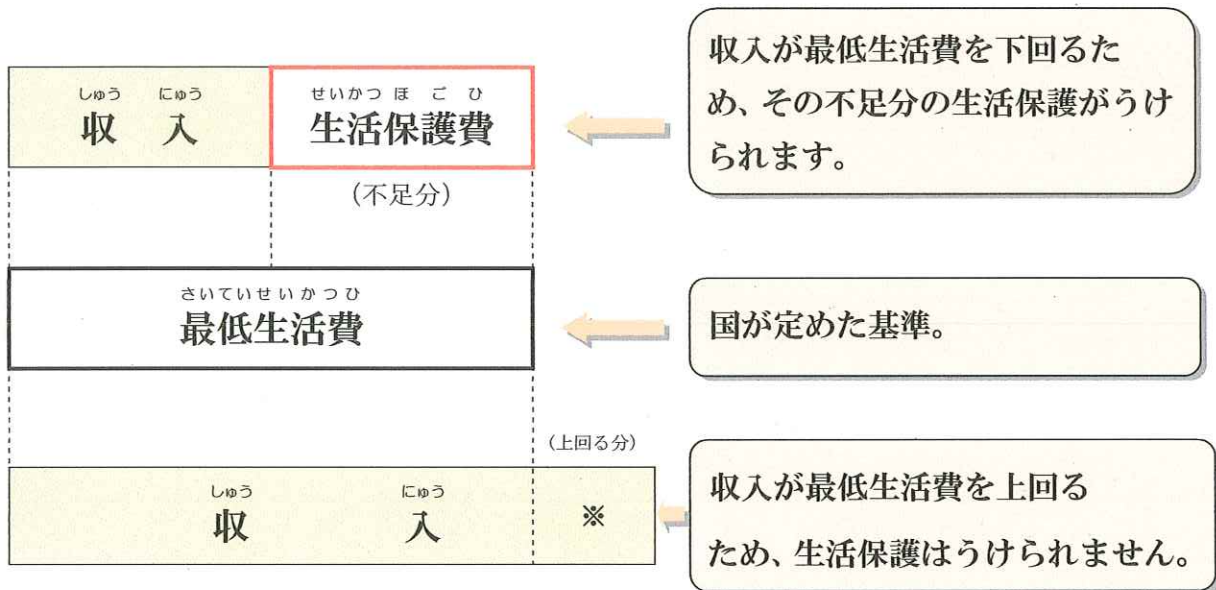 しゅう にゅう
収 入
せいかつ ほ ご ひ
生活保護費
(不足分)
収入が最低生活費を下回るた
め、その不足分の生活保護がうけ
られます。
さいていせいかつひ
最低生活費
国が定めた基準。
(上回る分)
しゅう にゅう
収 入 ※
収入が最低生活費を上回る
ため、生活保護はうけられません。